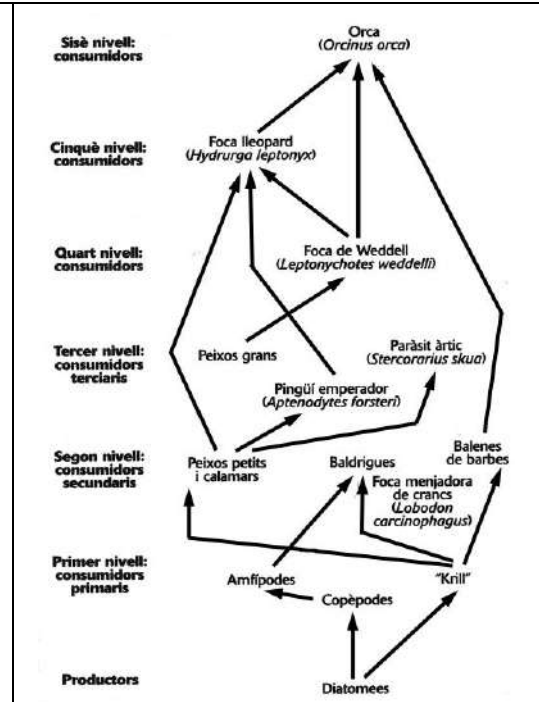 Sisè nivell:
consumidors
Orca
(Orcinus orca)
Cinquè nivell:
consumidors
Foca lleopard
(Hydrurga leptonyx)
Quart nivell:
consumidors
Foca de Weddell
(Leptonychotes weddelli)
Tercer nivell:
consumidors
terciaris
Peixos grans
Paràsit àrtic
(Stercorarius skua)
Pingüí emperador
(Aptenodytes forsteri)
Segon nivell:
consumidors
secundaris
Peixos petits
i calamars
Baldrigues
Foca menjadora
de crancs
(Lobodon
carcinophagus)
Balenes
de barbes
Primer nivell:
consumidors
primaris
Amfípodes
Copèpodes
"Krill"
Productors
Diatomees